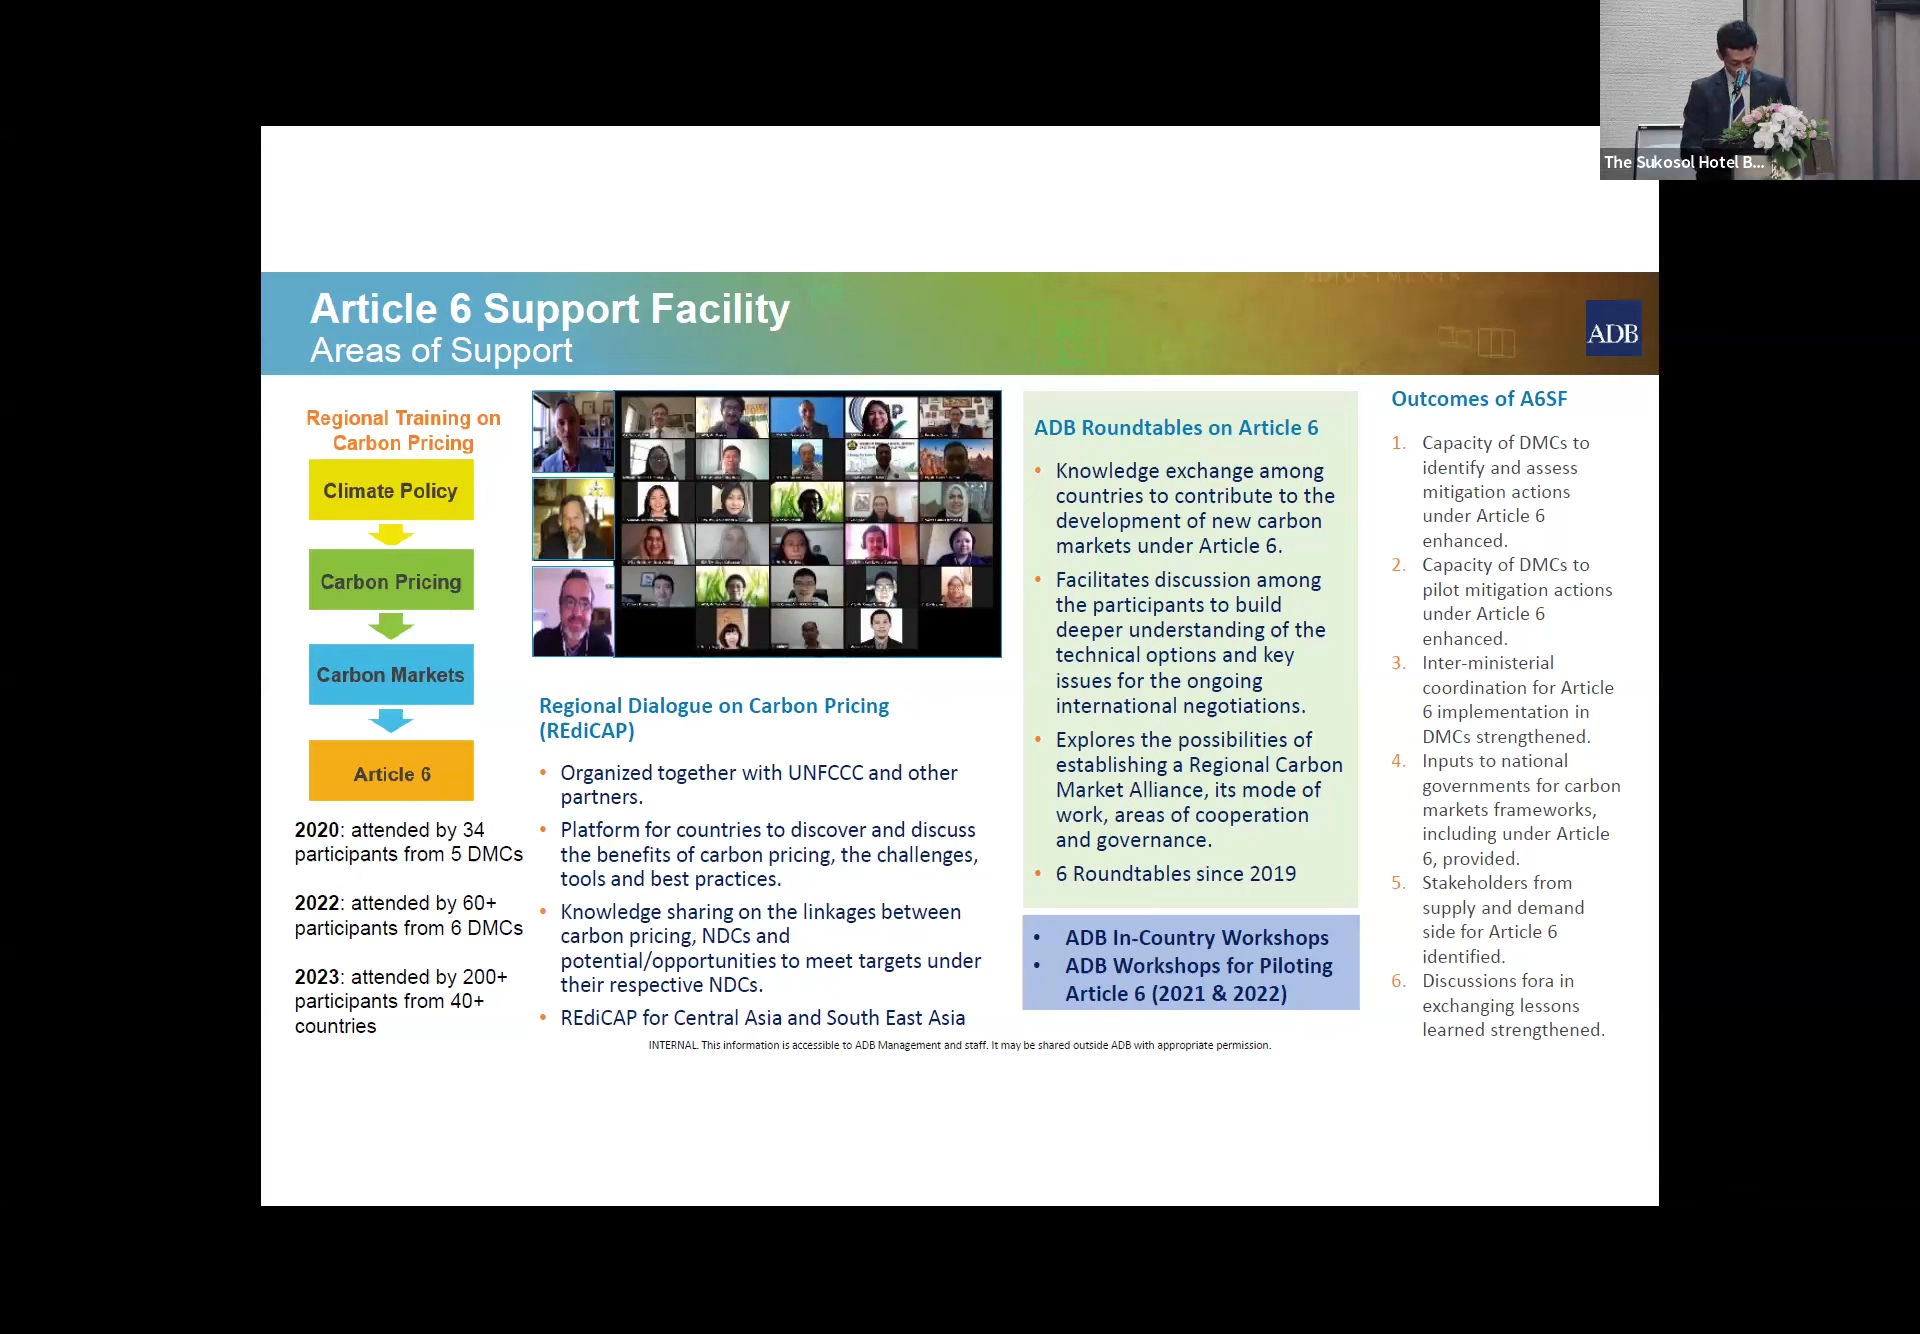 The Sukosol Hotel B...
Article 6 Support Facility
Areas of Support
ADB
Regional Training on
Carbon Pricing
Climate Policy
Carbon Pricing
Carbon Markets
Article 6
2020: attended by 34
participants from 5 DMCs
2022: attended by 60+
participants from 6 DMCs
2023: attended by 200+
participants from 40+
countries
Regional Dialogue on Carbon Pricing
(REdiCAP)
• Organized together with UNFCCC and other
partners.
• Platform for countries to discover and discuss
the benefits of carbon pricing, the challenges,
tools and best practices.
• Knowledge sharing on the linkages between
carbon pricing, NDCs and
potential/opportunities to meet targets under
their respective NDCs.
• REdiCAP for Central Asia and South East Asia
ADB Roundtables on Article 6
• Knowledge exchange among
countries to contribute to the
development of new carbon
markets under Article 6.
• Facilitates discussion among
the participants to build
deeper understanding of the
technical options and key
issues for the ongoing
international negotiations.
• Explores the possibilities of
establishing a Regional Carbon
Market Alliance, its mode of
work, areas of cooperation
and governance.
• 6 Roundtables since 2019
• ADB In-Country Workshops
• ADB Workshops for Piloting
Article 6 (2021 & 2022)
Outcomes of A6SF
1. Capacity of DMCs to
identify and assess
mitigation actions
under Article 6
enhanced.
2. Capacity of DMCs to
pilot mitigation actions
under Article 6
enhanced.
3. Inter-ministerial
coordination for Article
6 implementation in
DMCs strengthened.
4. Inputs to national
governments for carbon
markets frameworks,
including under Article
6, provided.
5. Stakeholders from
supply and demand
side for Article 6
identified.
6. Discussions fora in
exchanging lessons
learned strengthened.
INTERNAL. This information is accessible to ADB Management and staff. It may be shared outside ADB with appropriate permission.